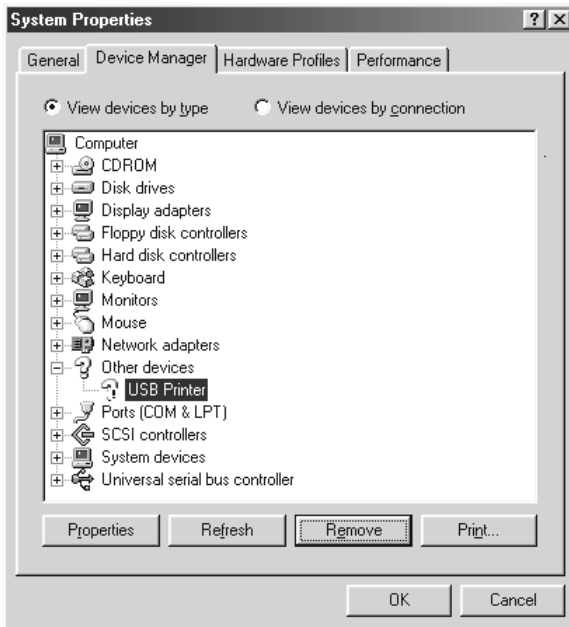 System Properties
General Device Manager Hardware Profiles Performance
View devices by type View devices by connection
Computer
CDROM
Disk drives
Display adapters
Floppy disk controllers
Hard disk controllers
Keyboard
Monitors
Mouse
Network adapters
Other devices
USB Printer
Ports (COM & LPT)
SCSI controllers
System devices
Universal serial bus controller
Properties Refresh Remove Print...
OK Cancel